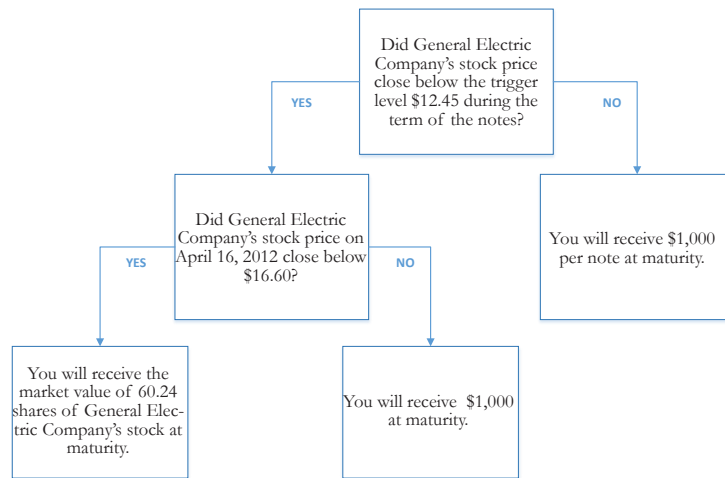 Did General Electric
Company's stock price
close below the trigger
level $12.45 during the
term of the notes?
YES
NO
Did General Electric
Company's stock price on
April 16, 2012 close below
$16.60?
You will receive $1,000
per note at maturity.
YES
NO
You will receive the
market value of 60.24
shares of General Elec-
tric Company's stock at
maturity.
You will receive $1,000
at maturity.